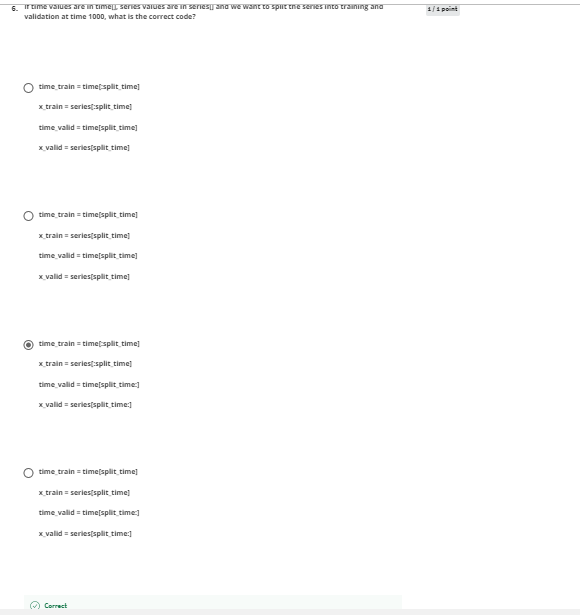 6. If time values are in time[], series values are in series[] and we want to split the series into training and
validation at time 1000, what is the correct code?
1 / 1 point
time_train = time[:split_time]
x_train = series[:split_time]
time_valid = time[split_time]
x_valid = series[split_time]
time_train = time[split_time]
x_train = series[split_time]
time_valid = time[split_time]
x_valid = series[split_time]
time_train = time[:split_time]
x_train = series[:split_time]
time_valid = time[split_time:]
x_valid = series[split_time:]
time_train = time[split_time]
x_train = series[split_time]
time_valid = time[split_time:]
x_valid = series[split_time:]
Correct